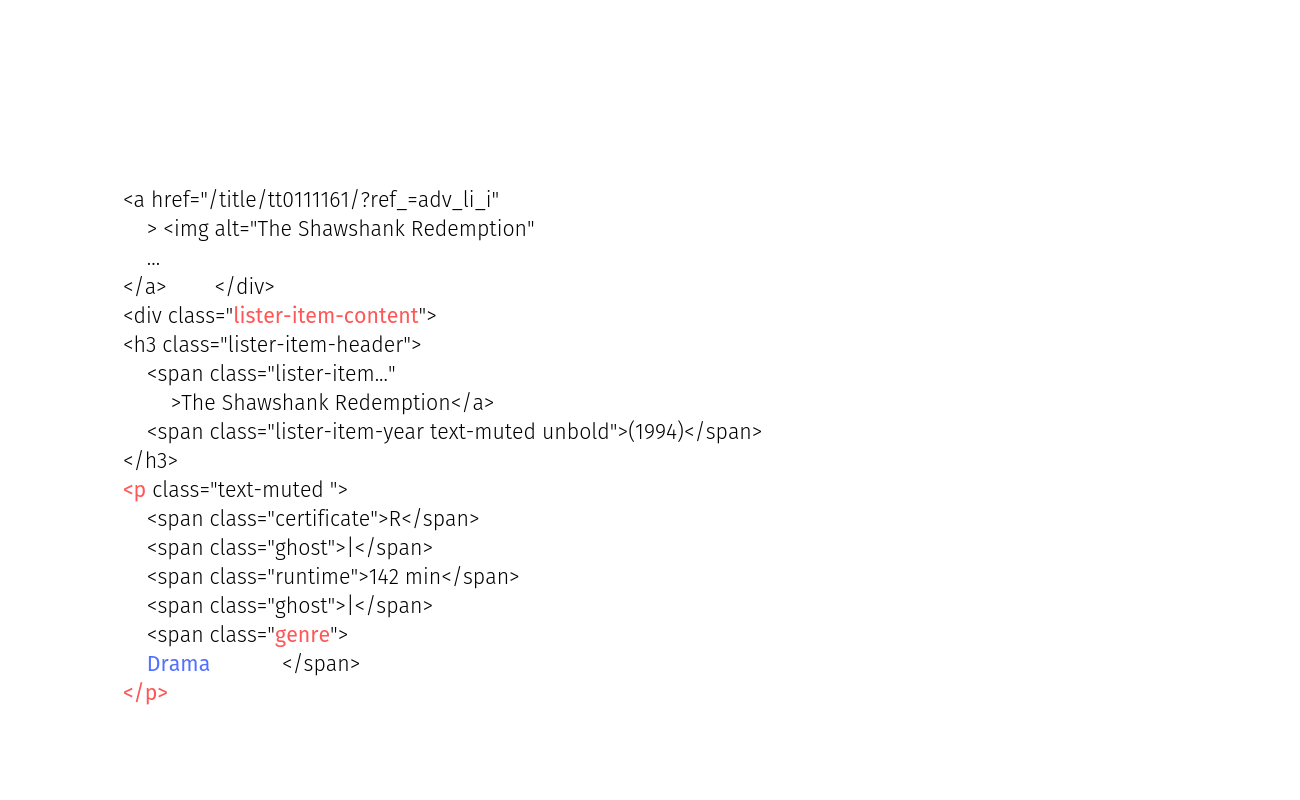 <a href="/title/tt0111161/?ref_=adv_li_i"
> <img alt="The Shawshank Redemption"
...
</a> </div>
<div class="lister-item-content">
<h3 class="lister-item-header">
<span class="lister-item..."
>The Shawshank Redemption</a>
<span class="lister-item-year text-muted unbold">(1994)</span>
</h3>
<p class="text-muted ">
<span class="certificate">R</span>
<span class="ghost">|</span>
<span class="runtime">142 min</span>
<span class="ghost">|</span>
<span class="genre">
Drama </span>
</p>